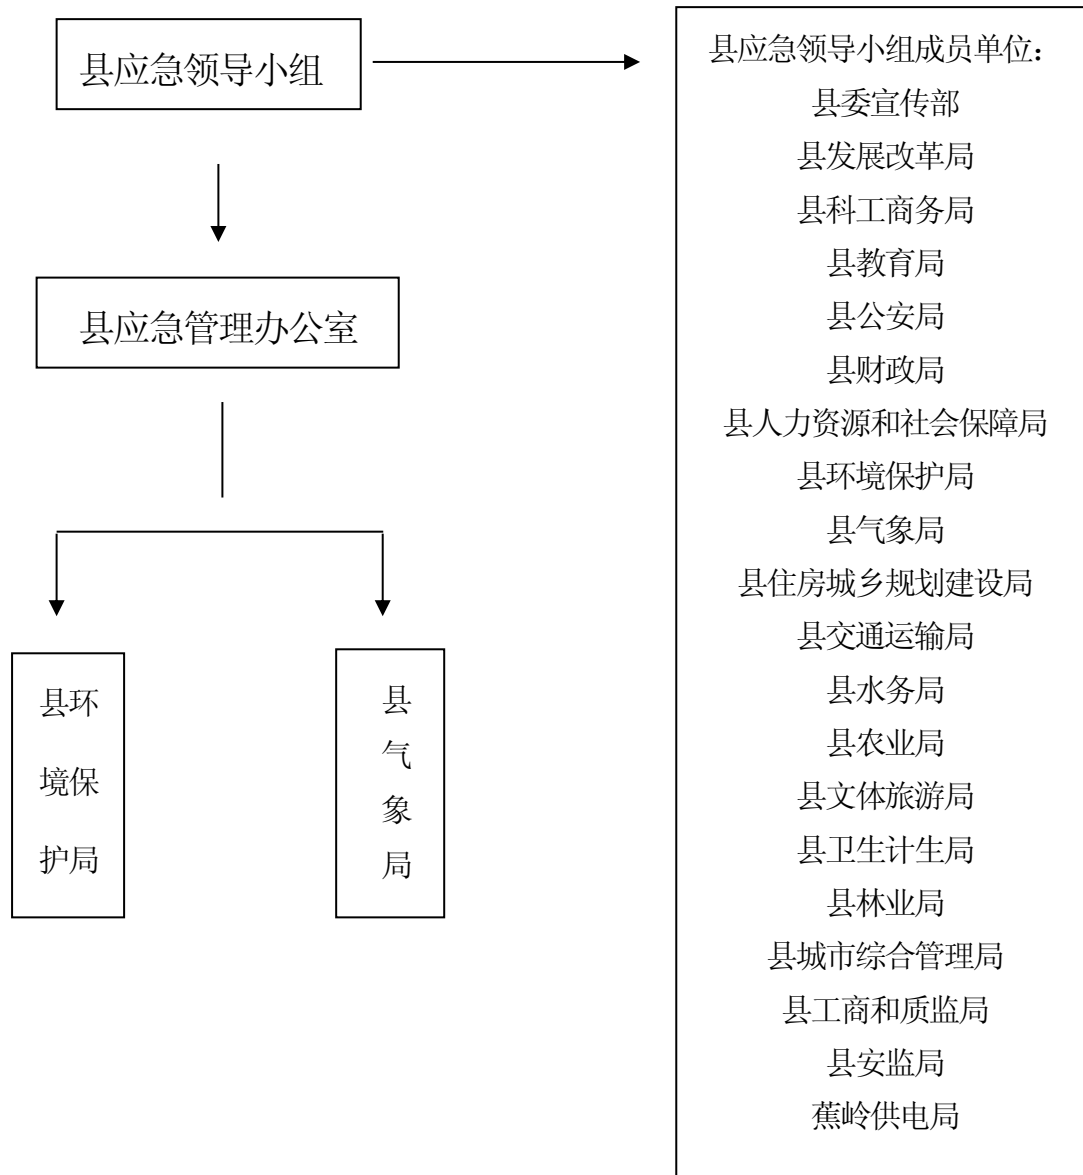 县应急领导小组
县应急管理办公室
县环
境保
护局
县
气
象
局
县应急领导小组成员单位：
县委宣传部
县发展改革局
县科工商务局
县教育局
县公安局
县财政局
县人力资源和社会保障局
县环境保护局
县气象局
县住房城乡规划建设局
县交通运输局
县水务局
县农业局
县文体旅游局
县卫生计生局
县林业局
县城市综合管理局
县工商和质监局
县安监局
蕉岭供电局